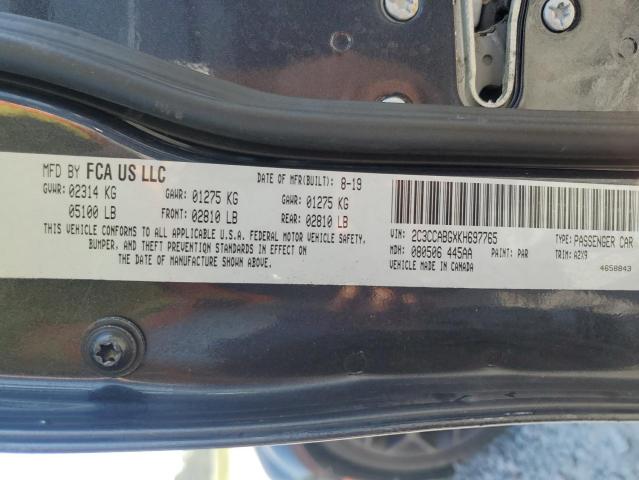 MFD BY FCA US LLC DATE OF MFR(BUILT): 8-19
GVWR: 02314 KG GAWR: 01275 KG GAWR: 01275 KG
05100 LB FRONT: 02810 LB REAR: 02810 LB
THIS VEHICLE CONFORMS TO ALL APPLICABLE U.S.A. FEDERAL MOTOR VEHICLE SAFETY,
BUMPER, AND THEFT PREVENTION STANDARDS IN EFFECT ON
THE DATE OF MANUFACTURE SHOWN ABOVE.
VIN: 2C3CCABGXKH697765 TYPE: PASSENGER CAR
MDH: 080506 445AA PAINT: PAR TRIM: A2X9
VEHICLE MADE IN CANADA 4658843